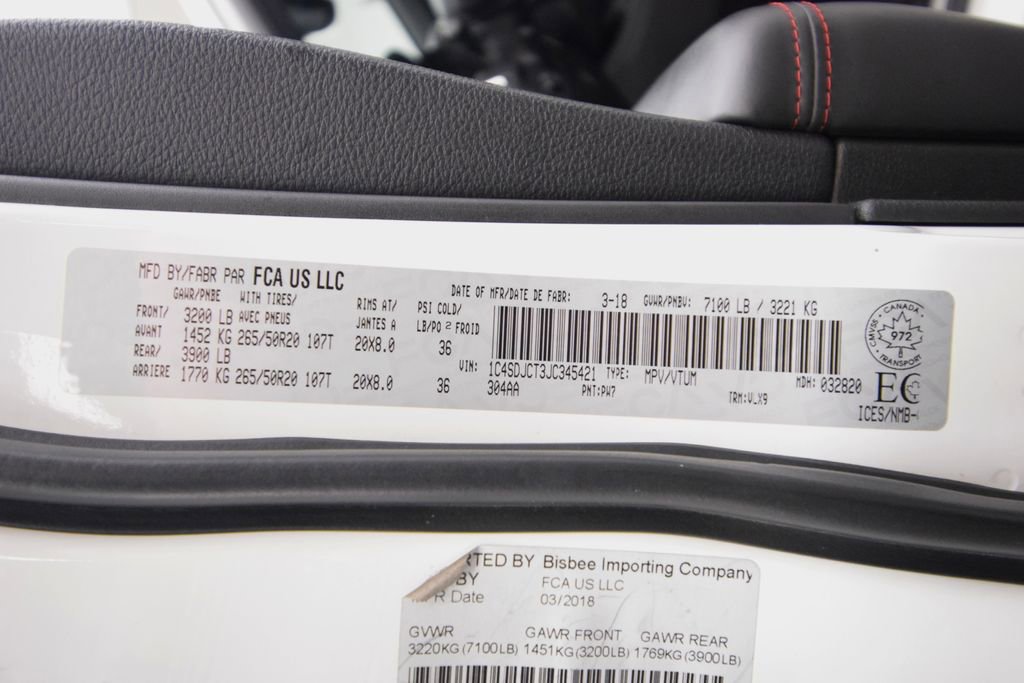 MFD BY/FABR PAR FCA US LLC
DATE OF MFR/DATE DE FABR: 3-18 GVWR/PNBV: 7100 LB / 3221 KG
GAWR/PNBE WITH TIRES/ RIMS AT/ PSI COLD/
FRONT/ 3200 LB AVEC PNEUS JANTES A LB/PO 2 FROID
AVANT 1452 KG 265/50R20 107T 20X8.0 36
REAR/ 3900 LB
ARRIERE 1770 KG 265/50R20 107T 20X8.0 36
VIN: 1C4SDJCT3JC345421 TYPE: MPV/VTUM MDH: 032820
304AA PNT:PW7 TRM:VLX9
CANADA
CMVSS 972
TRANSPORT
EC
ICES/NMB-
RTED BY Bisbee Importing Company
BY FCA US LLC
R Date 03/2018
GVWR GAWR FRONT GAWR REAR
3220KG(7100LB) 1451KG(3200LB) 1769KG(3900LB)